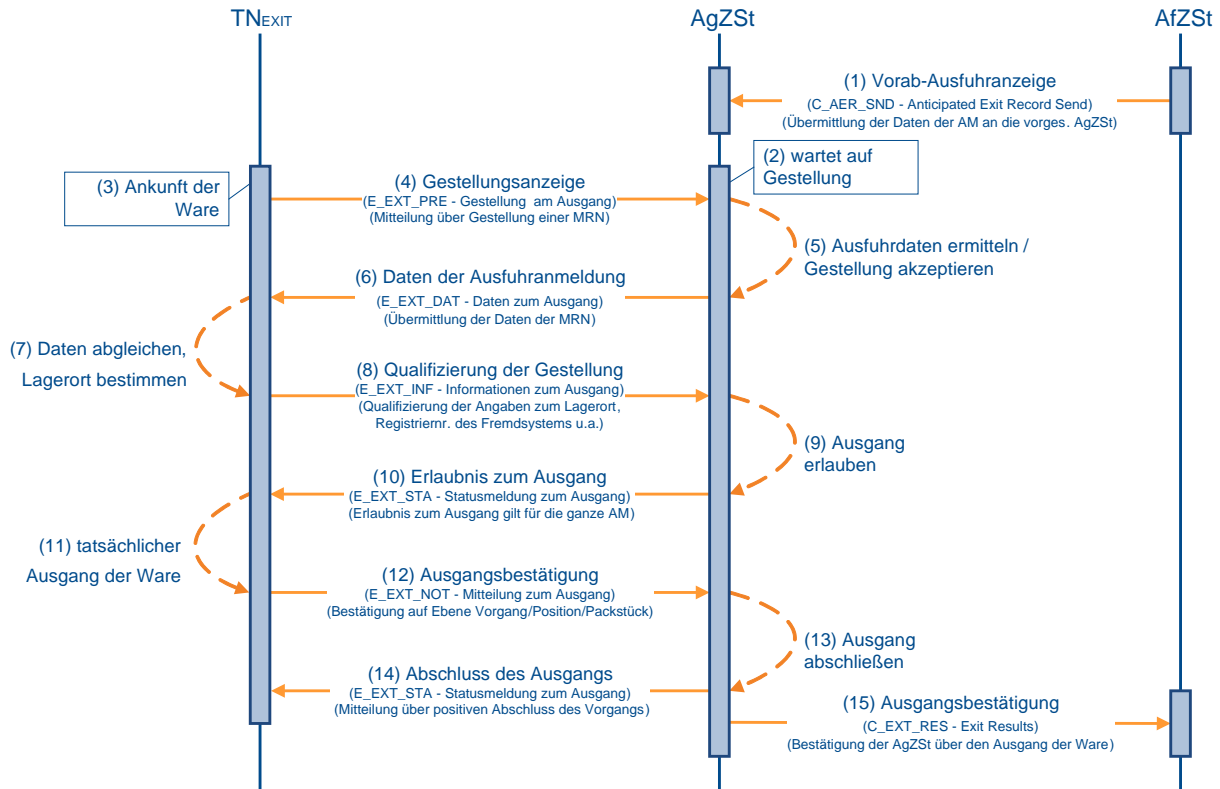 TNEXIT
AgZSt
AfZSt
(1) Vorab-Ausfuhranzeige
(C_AER_SND - Anticipated Exit Record Send)
(Übermittlung der Daten der AM an die vorges. AgZSt)
(2) wartet auf
Gestellung
(3) Ankunft der
Ware
(4) Gestellungsanzeige
(E_EXT_PRE - Gestellung am Ausgang)
(Mitteilung über Gestellung einer MRN)
(5) Ausfuhrdaten ermitteln /
Gestellung akzeptieren
(6) Daten der Ausfuhranmeldung
(E_EXT_DAT - Daten zum Ausgang)
(Übermittlung der Daten der MRN)
(7) Daten abgleichen,
Lagerort bestimmen
(8) Qualifizierung der Gestellung
(E_EXT_INF - Informationen zum Ausgang)
(Qualifizierung der Angaben zum Lagerort,
Registriernr. des Fremdsystems u.a.)
(9) Ausgang
erlauben
(10) Erlaubnis zum Ausgang
(E_EXT_STA - Statusmeldung zum Ausgang)
(Erlaubnis zum Ausgang gilt für die ganze AM)
(11) tatsächlicher
Ausgang der Ware
(12) Ausgangsbestätigung
(E_EXT_NOT - Mitteilung zum Ausgang)
(Bestätigung auf Ebene Vorgang/Position/Packstück)
(13) Ausgang
abschließen
(14) Abschluss des Ausgangs
(E_EXT_STA - Statusmeldung zum Ausgang)
(Mitteilung über positiven Abschluss des Vorgangs)
(15) Ausgangsbestätigung
(C_EXT_RES - Exit Results)
(Bestätigung der AgZSt über den Ausgang der Ware)